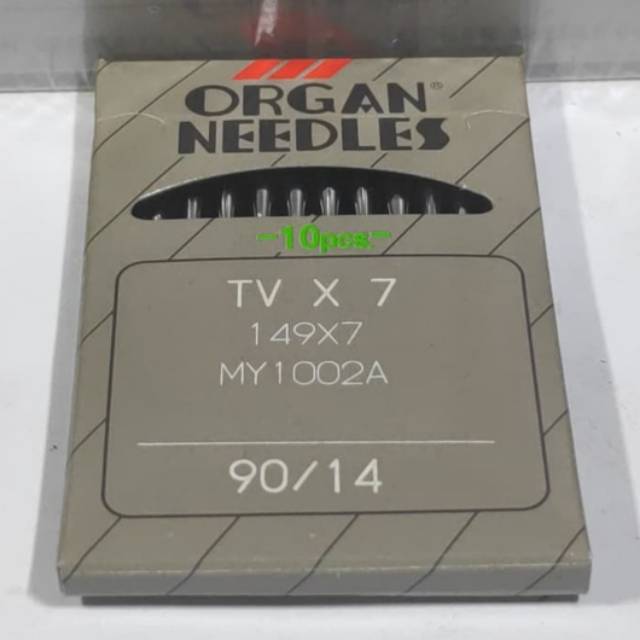 ORGAN®
NEEDLES
-10pcs.-
TV X 7
149X7
MY1002A
90/14